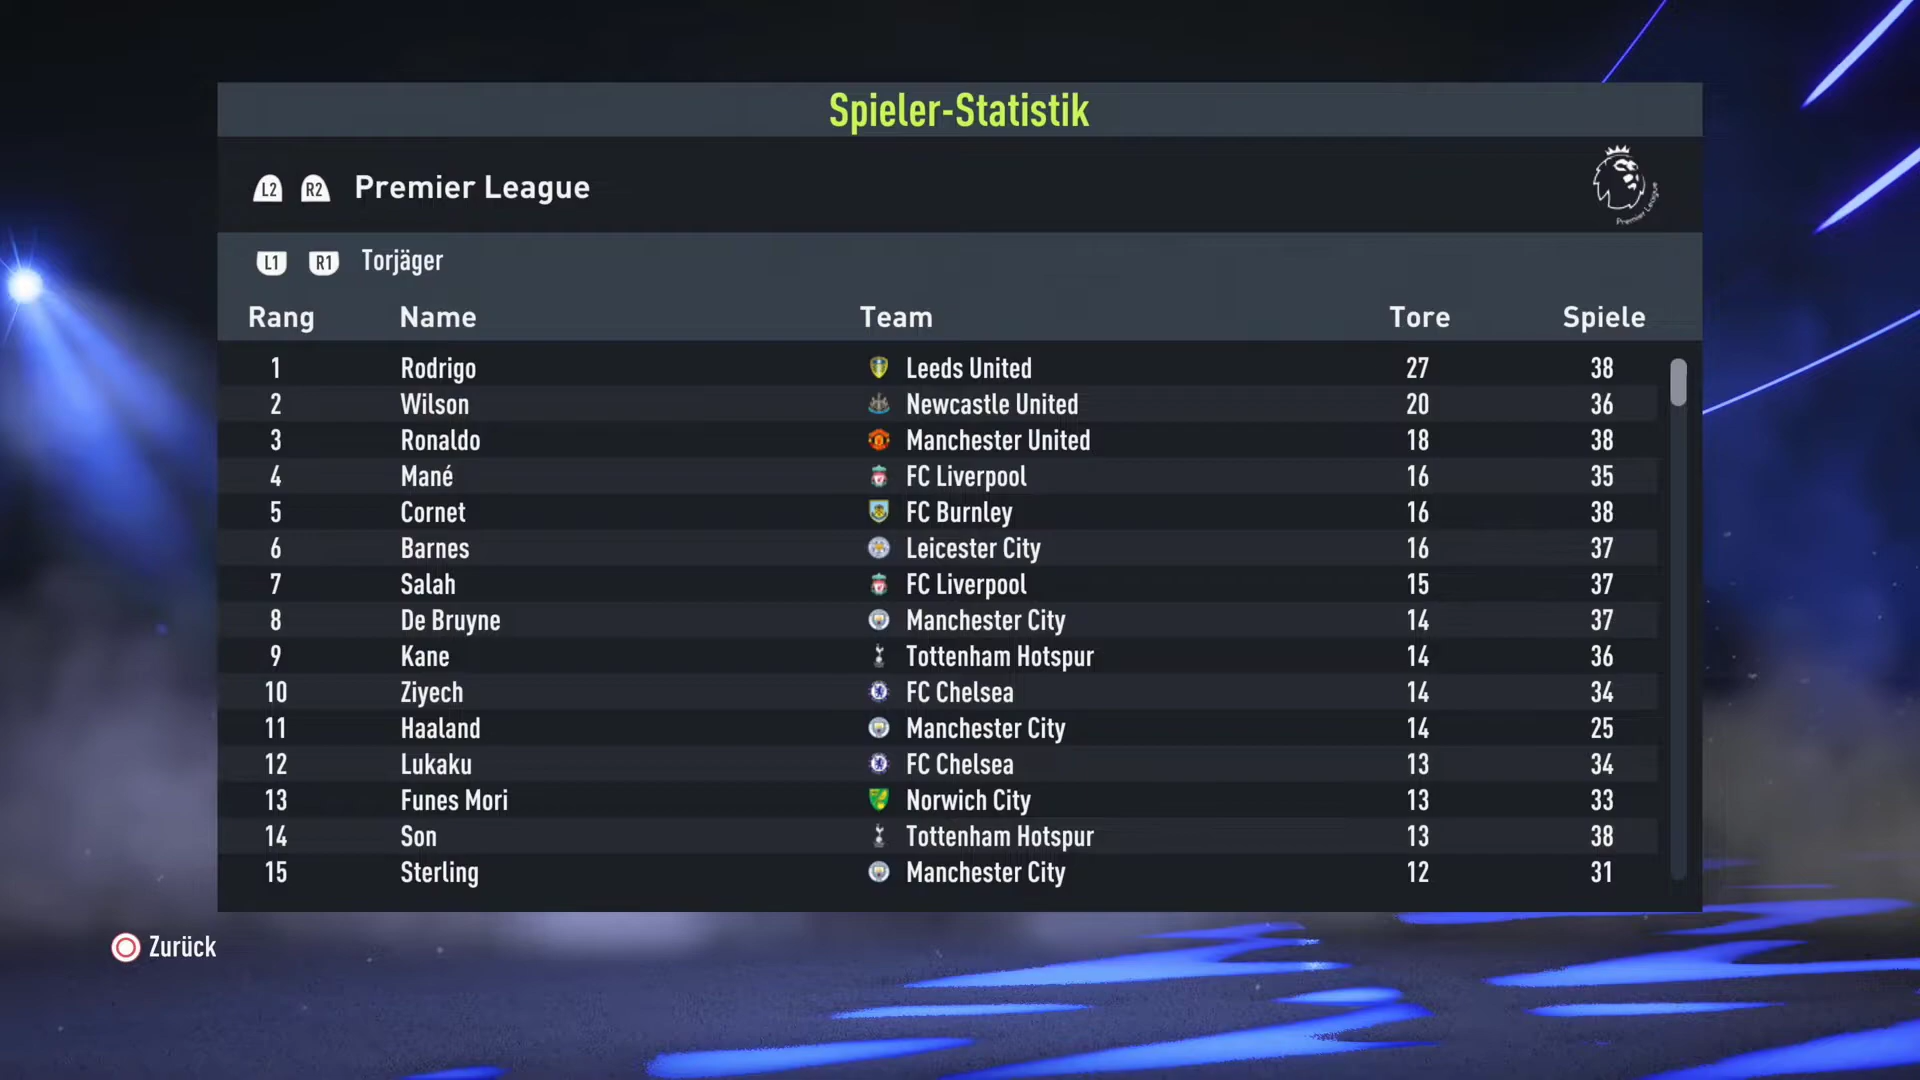 Spieler-Statistik
L2 R2 Premier League
Premier League
L1 R1 Torjäger
Rang Name Team Tore Spiele
1 Rodrigo Leeds United 27 38
2 Wilson Newcastle United 20 36
3 Ronaldo Manchester United 18 38
4 Mané FC Liverpool 16 35
5 Cornet FC Burnley 16 38
6 Barnes Leicester City 16 37
7 Salah FC Liverpool 15 37
8 De Bruyne Manchester City 14 37
9 Kane Tottenham Hotspur 14 36
10 Ziyech FC Chelsea 14 34
11 Haaland Manchester City 14 25
12 Lukaku FC Chelsea 13 34
13 Funes Mori Norwich City 13 33
14 Son Tottenham Hotspur 13 38
15 Sterling Manchester City 12 31
Zurück